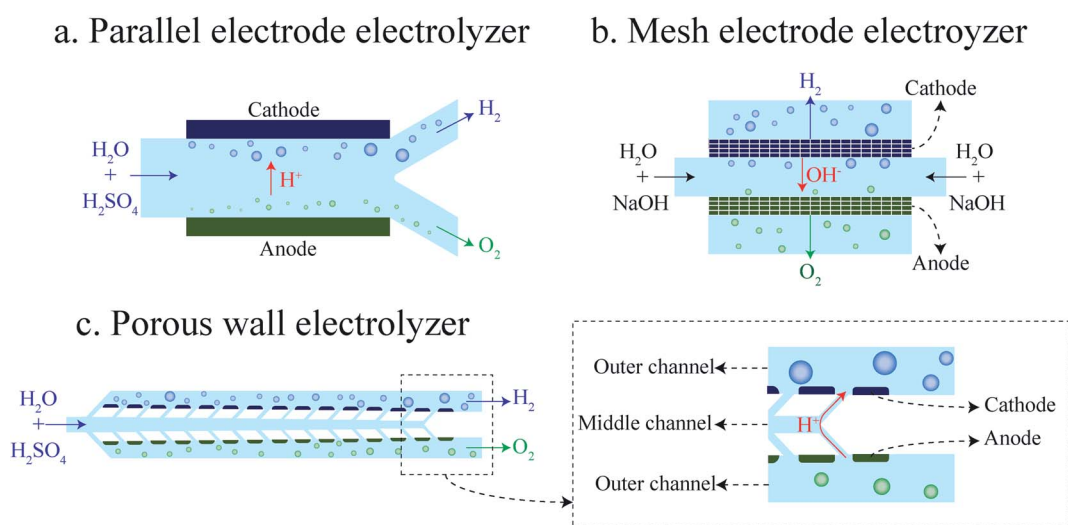 a. Parallel electrode electrolyzer
Cathode
H₂
H₂O
+
H₂SO₄
H⁺
Anode
O₂
b. Mesh electrode electroyzer
H₂
Cathode
H₂O
+
NaOH
OH⁻
H₂O
+
NaOH
Anode
O₂
c. Porous wall electrolyzer
H₂O
+
H₂SO₄
H₂
O₂
Outer channel
Middle channel
H⁺
Cathode
Anode
Outer channel